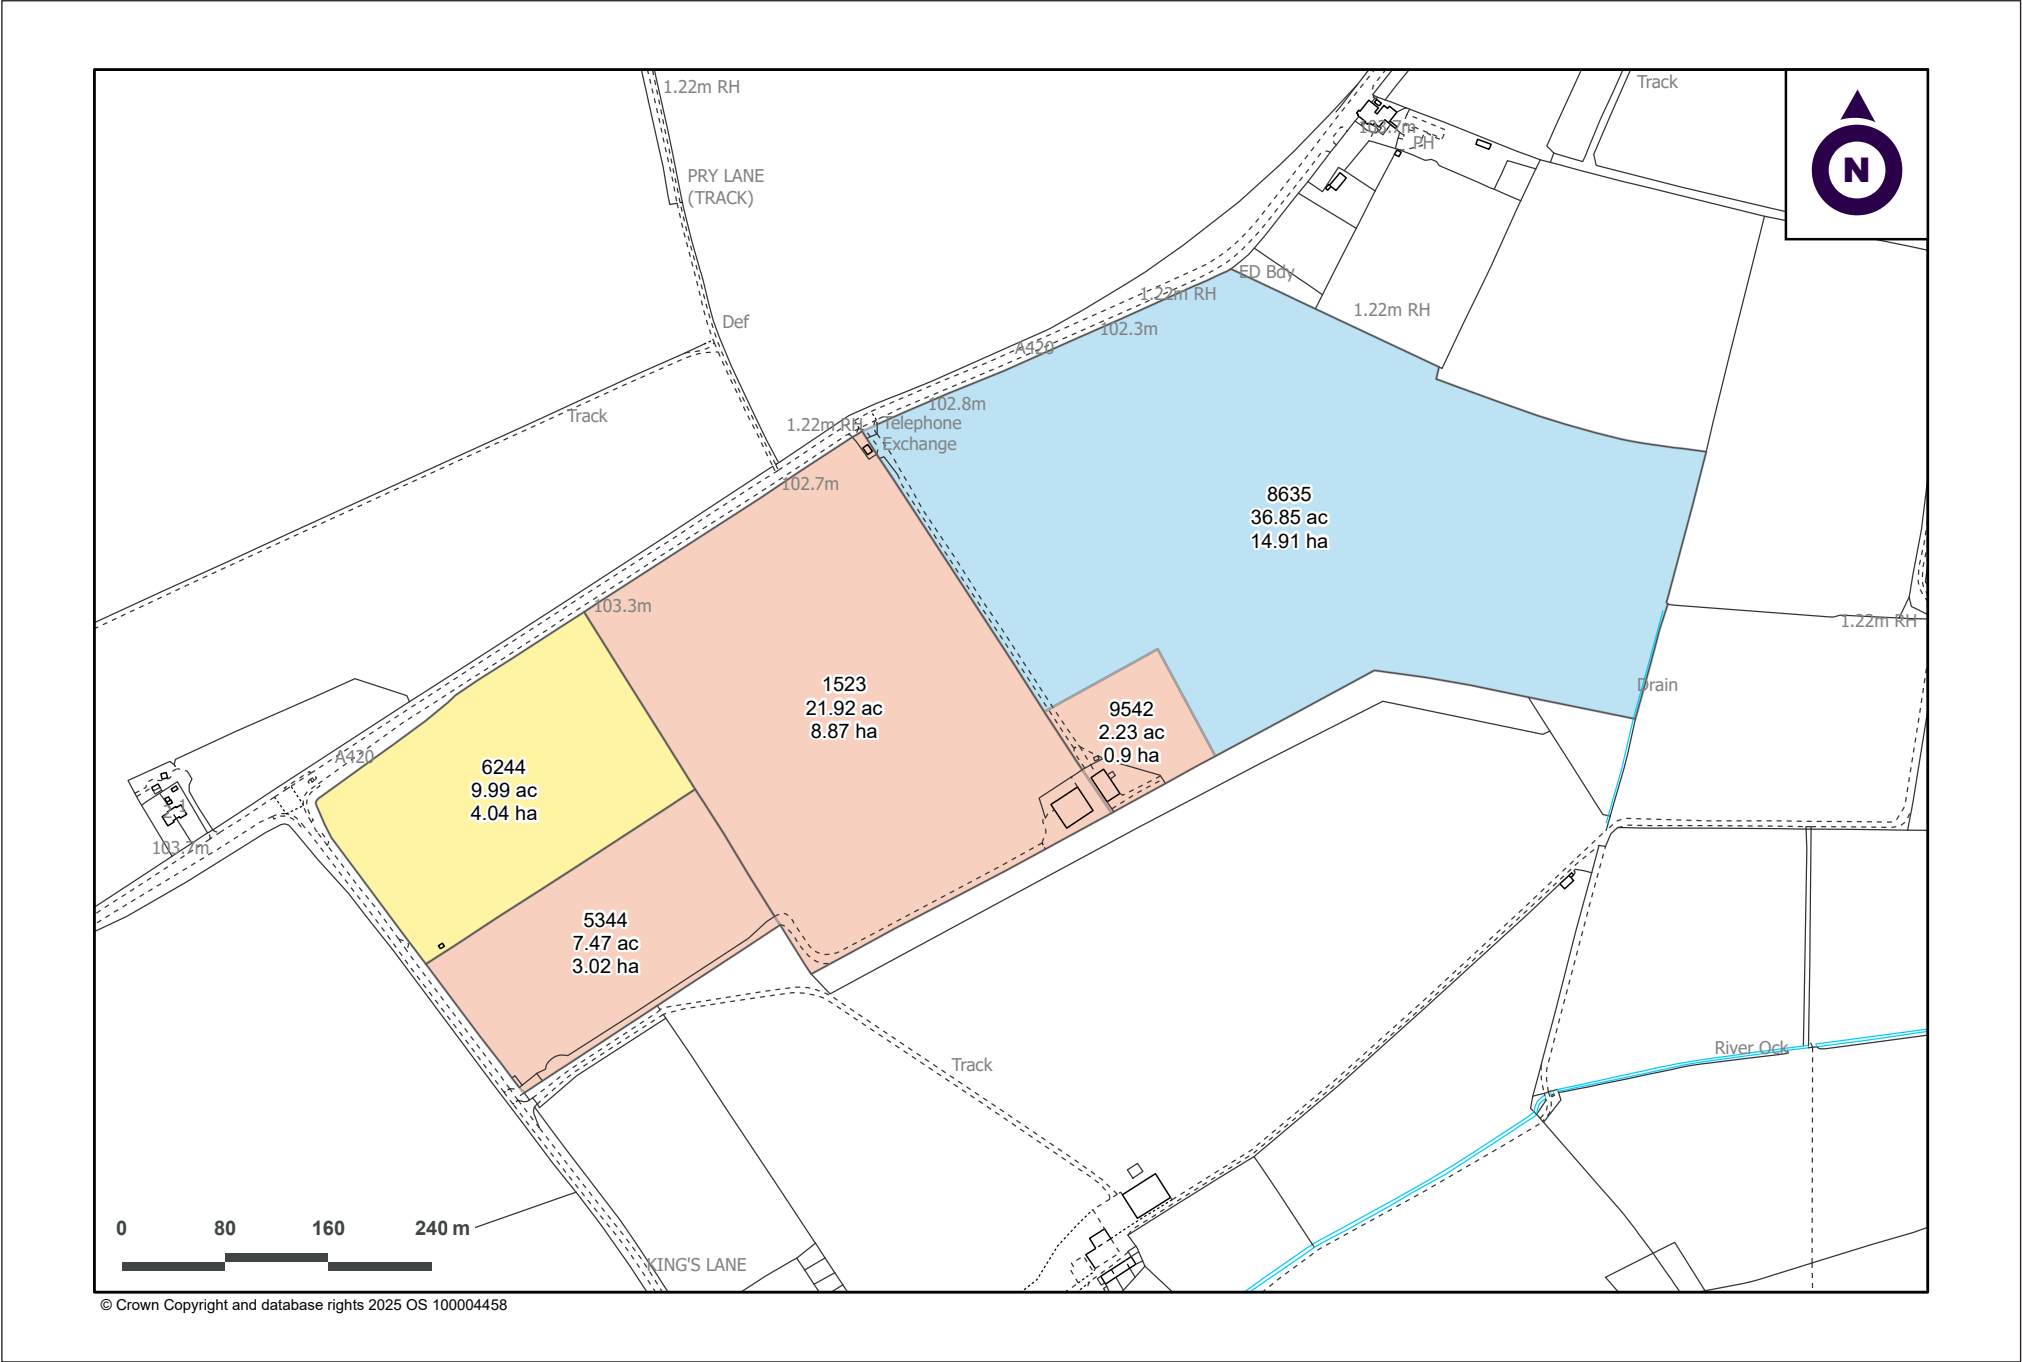 1.22m RH
Track
103.7m
PH
N
PRY LANE
(TRACK)
ED Bdy
1.22m RH
1.22m RH
Def
102.3m
A420
102.8m
Track
1.22m RH
Telephone
Exchange
102.7m
8635
36.85 ac
14.91 ha
103.3m
1.22m RH
1523
21.92 ac
8.87 ha
9542
2.23 ac
0.9 ha
Drain
A420
6244
9.99 ac
4.04 ha
103.7m
5344
7.47 ac
3.02 ha
River Ock
Track
0 80 160 240 m
KING'S LANE
© Crown Copyright and database rights 2025 OS 100004458